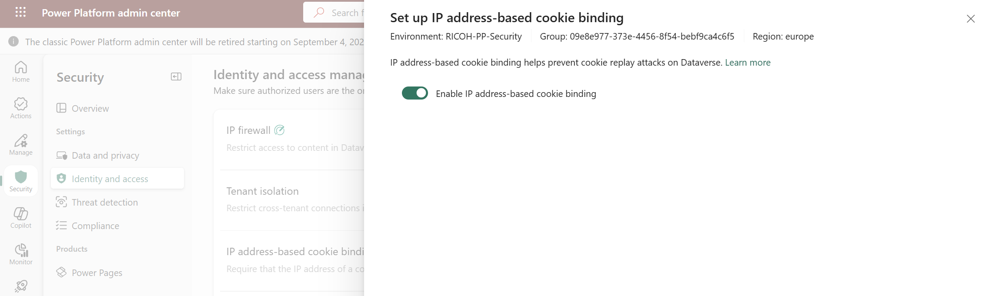 Power Platform admin center
Search f
The classic Power Platform admin center will be retired starting on September 4, 202
Home
Actions
Manage
Security
Copilot
Monitor
Security
Overview
Settings
Data and privacy
Identity and access
Threat detection
Compliance
Products
Power Pages
Identity and access manag
Make sure authorized users are the o
IP firewall
Restrict access to content in Datav
Tenant isolation
Restrict cross-tenant connections i
IP address-based cookie bindi
Require that the IP address of a co
Set up IP address-based cookie binding
Environment: RICOH-PP-Security Group: 09e8e977-373e-4456-8f54-bebf9ca4c6f5 Region: europe
IP address-based cookie binding helps prevent cookie replay attacks on Dataverse. Learn more
Enable IP address-based cookie binding